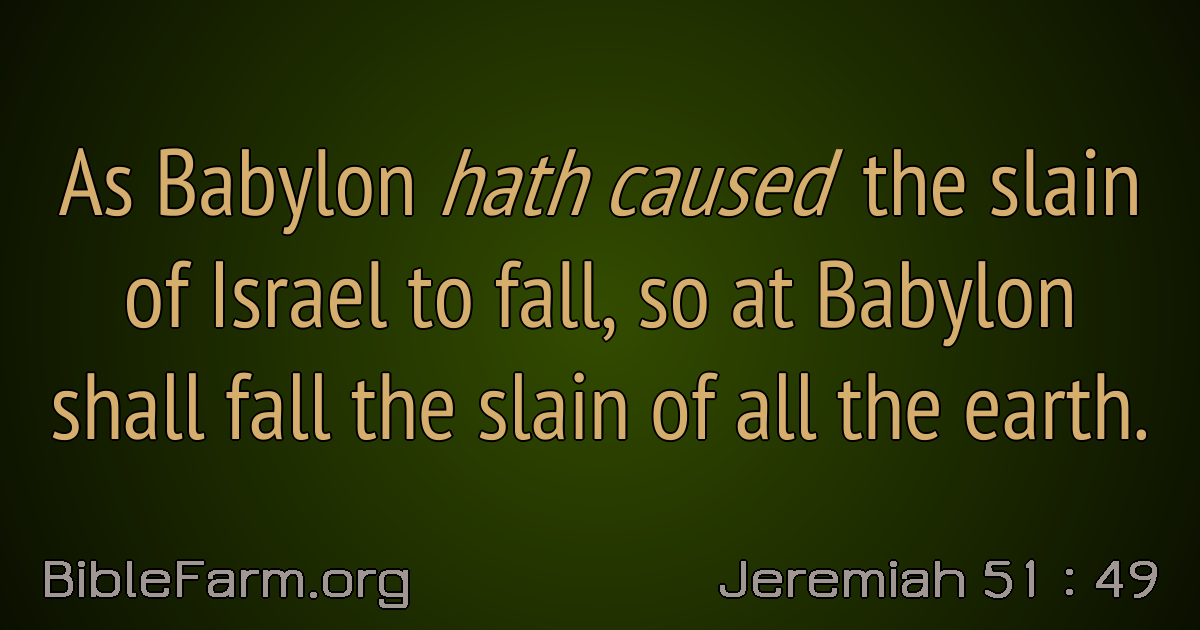 As Babylon hath caused the slain
of Israel to fall, so at Babylon
shall fall the slain of all the earth.
BibleFarm.org
Jeremiah 51 : 49